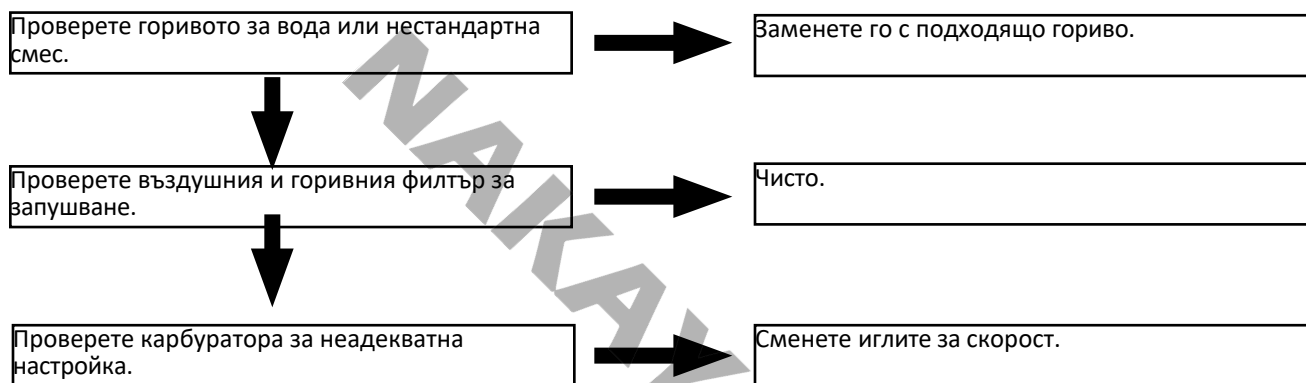 Проверете горивото за вода или нестандартна
смес.
Заменете го с подходящо гориво.
Проверете въздушния и горивния филтър за
запушване.
Чисто.
Проверете карбуратора за неадекватна
настройка.
Сменете иглите за скорост.
NAKAY